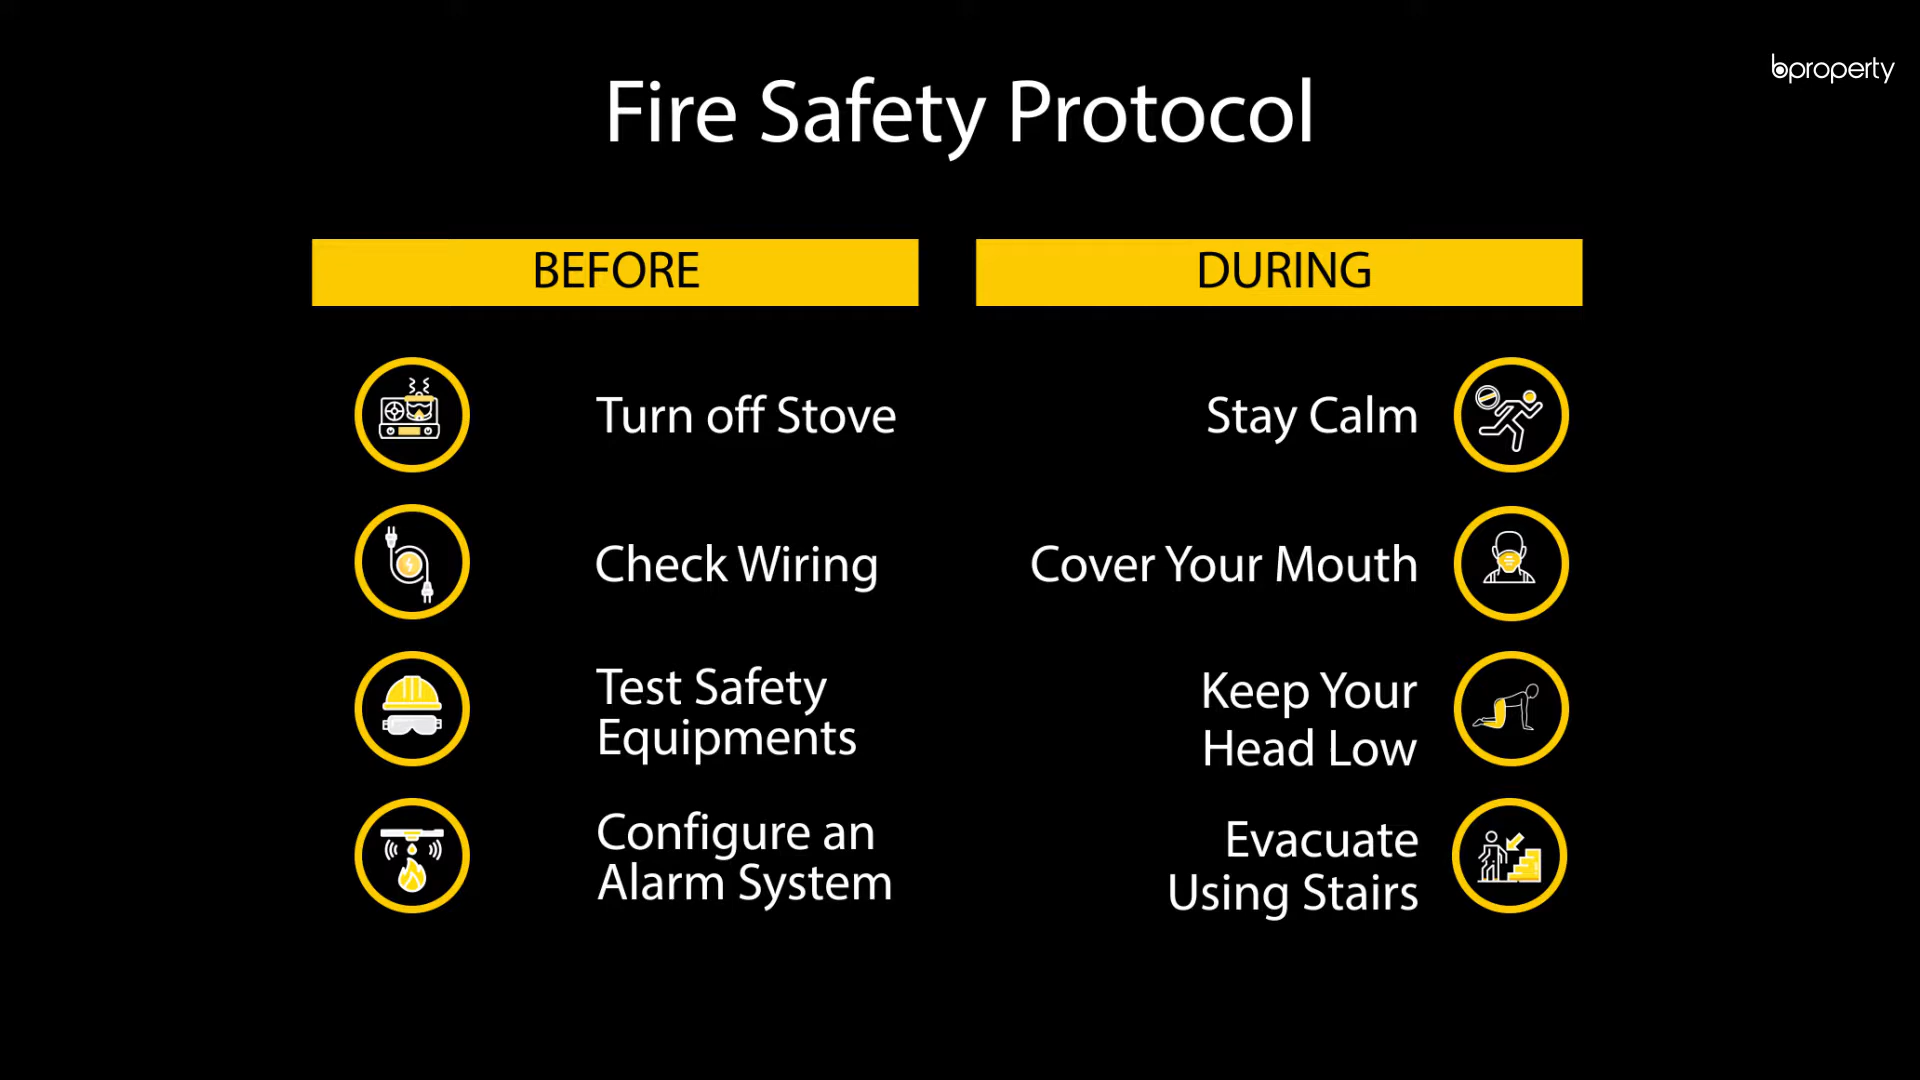 bproperty
Fire Safety Protocol
BEFORE
Turn off Stove
Check Wiring
Test Safety
Equipments
Configure an
Alarm System
DURING
Stay Calm
Cover Your Mouth
Keep Your
Head Low
Evacuate
Using Stairs